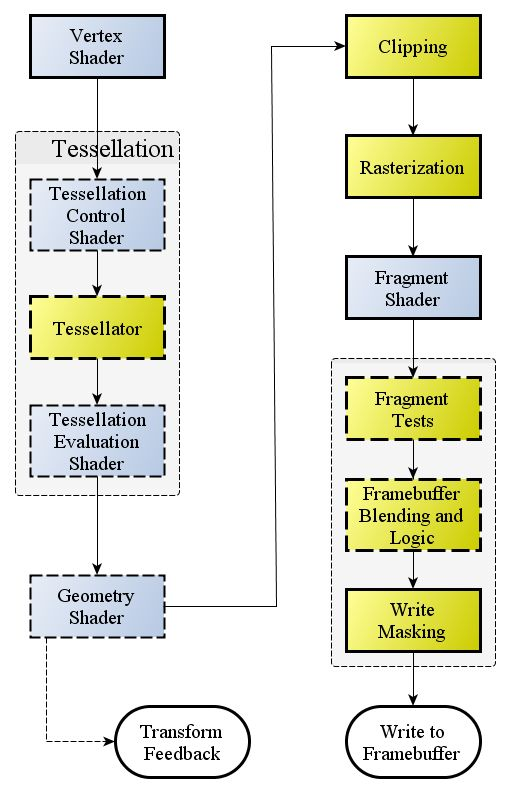 Vertex
Shader
Tessellation
Tessellation
Control
Shader
Tessellator
Tessellation
Evaluation
Shader
Geometry
Shader
Transform
Feedback
Clipping
Rasterization
Fragment
Shader
Fragment
Tests
Framebuffer
Blending and
Logic
Write
Masking
Write to
Framebuffer